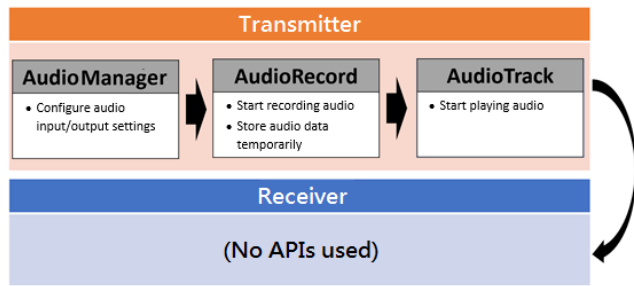 Transmitter
AudioManager
• Configure audio
input/output settings
AudioRecord
• Start recording audio
• Store audio data
temporarily
AudioTrack
• Start playing audio
Receiver
(No APIs used)